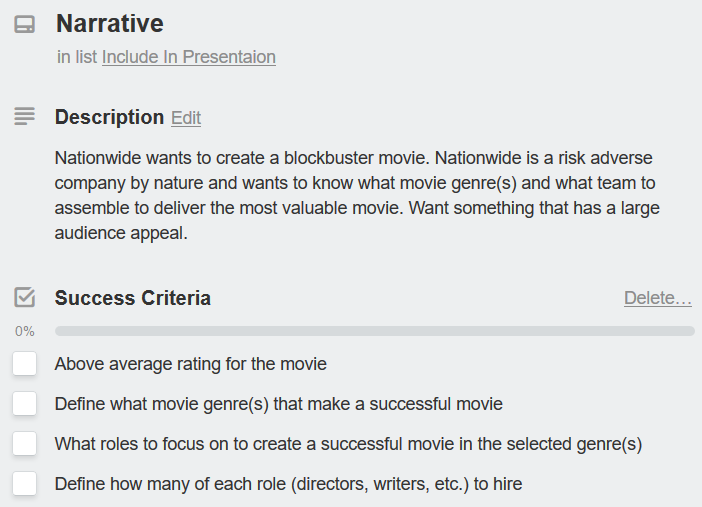 Narrative
in list Include In Presentaion
Description Edit
Nationwide wants to create a blockbuster movie. Nationwide is a risk adverse
company by nature and wants to know what movie genre(s) and what team to
assemble to deliver the most valuable movie. Want something that has a large
audience appeal.
Success Criteria Delete…
0%
Above average rating for the movie
Define what movie genre(s) that make a successful movie
What roles to focus on to create a successful movie in the selected genre(s)
Define how many of each role (directors, writers, etc.) to hire